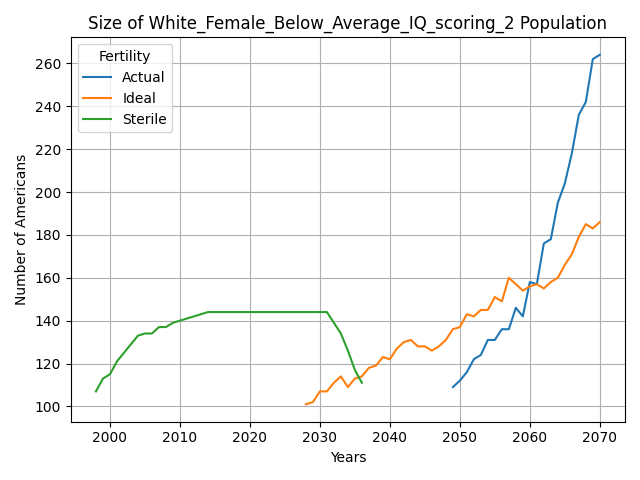 Size of White_Female_Below_Average_IQ_scoring_2 Population
Fertility
Actual
Ideal
Sterile
Number of Americans
260
240
220
200
180
160
140
120
100
2000 2010 2020 2030 2040 2050 2060 2070
Years